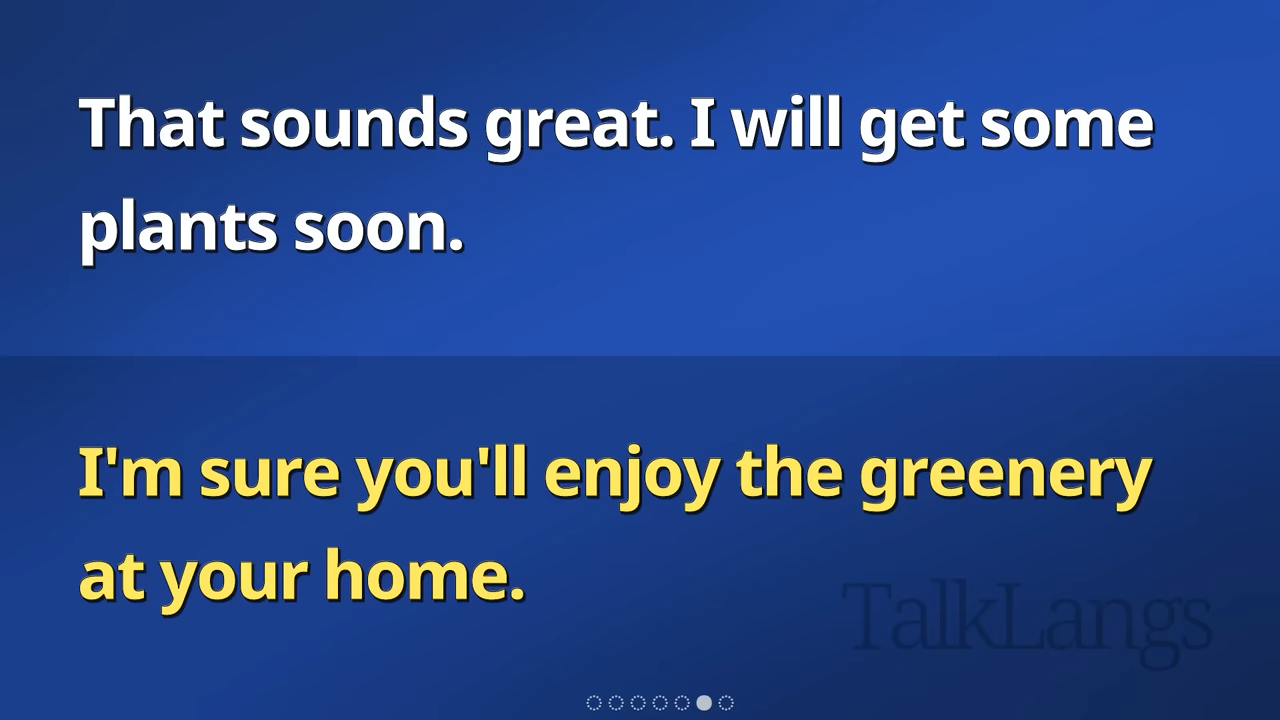 That sounds great. I will get some
plants soon.
I'm sure you'll enjoy the greenery
at your home.
TalkLangs